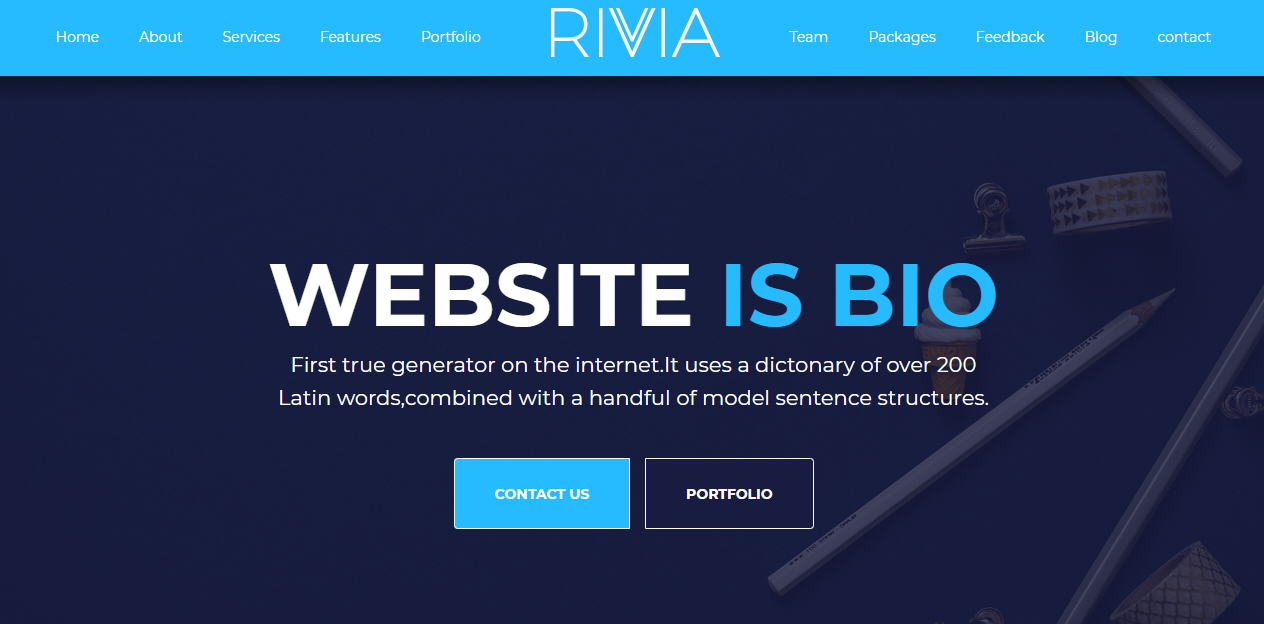 Home About Services Features Portfolio RIVIA Team Packages Feedback Blog contact
WEBSITE IS BIO
First true generator on the internet.It uses a dictonary of over 200
Latin words,combined with a handful of model sentence structures.
CONTACT US PORTFOLIO